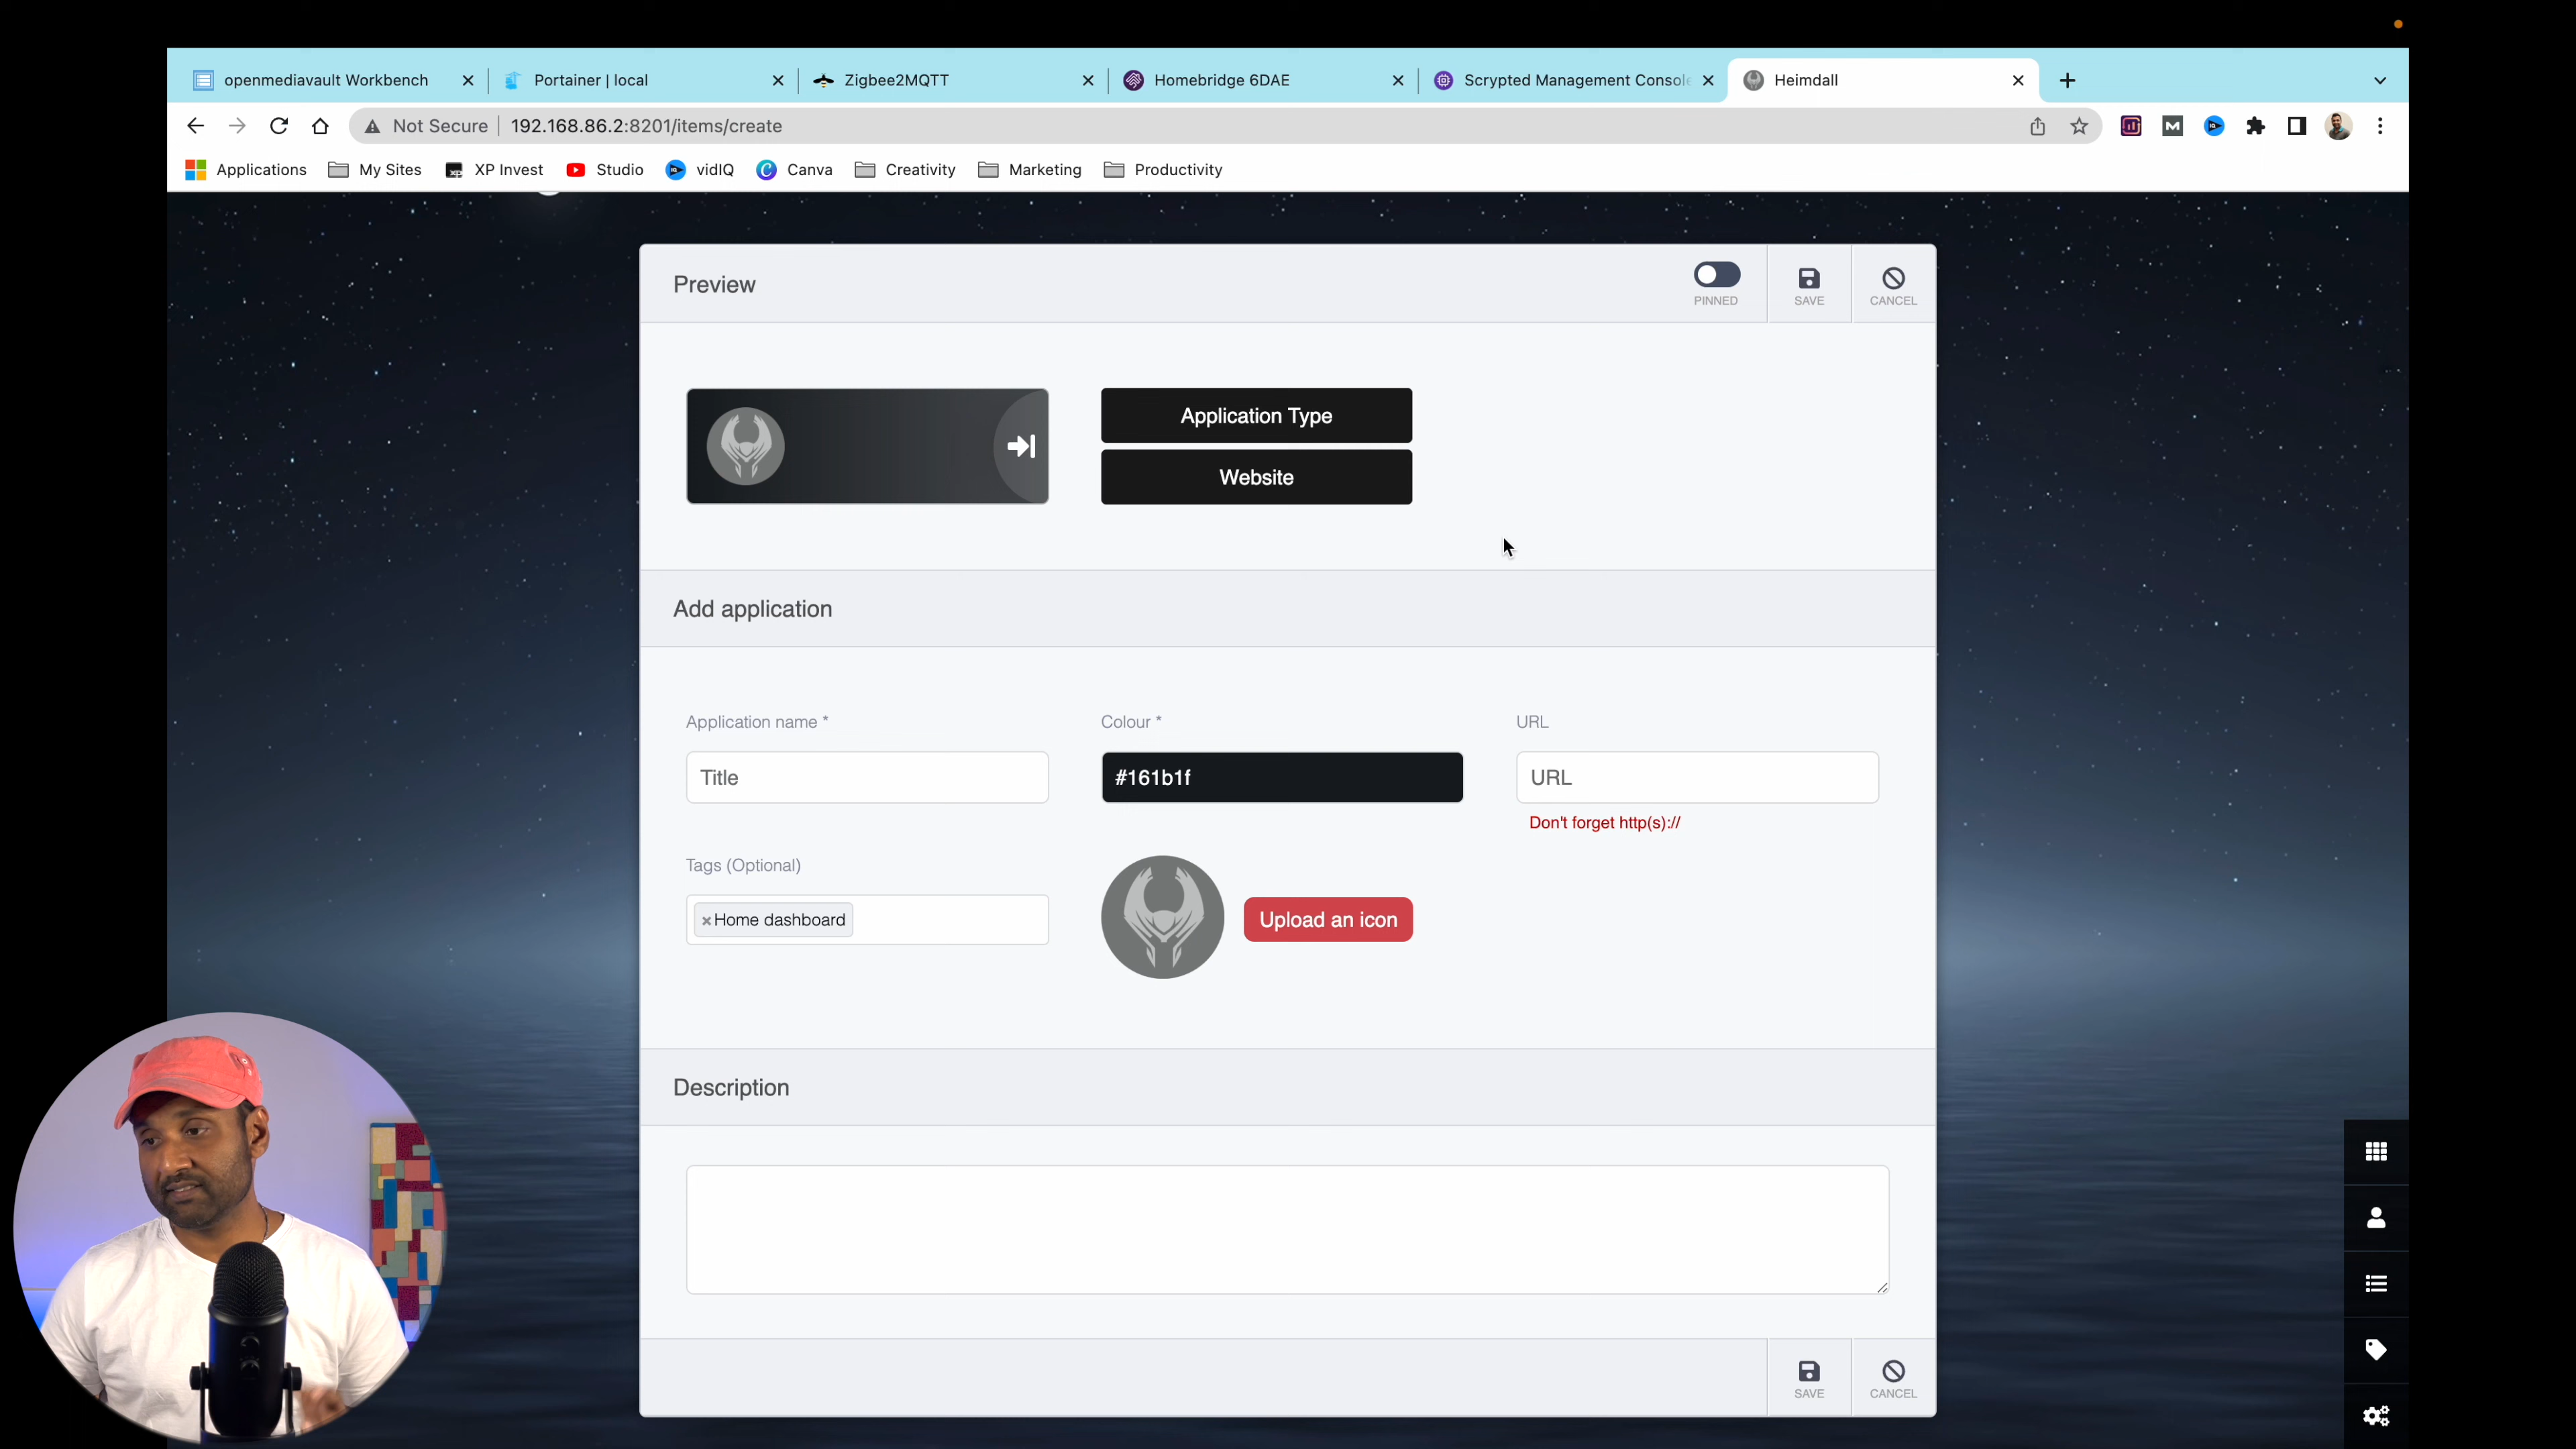 openmediavault Workbench
Portainer | local
Zigbee2MQTT
Homebridge 6DAE
Scrypted Management Console
Heimdall
Not Secure
192.168.86.2:8201/items/create
Applications
My Sites
XP Invest
Studio
vidIQ
Canva
Creativity
Marketing
Productivity
Preview
PINNED
SAVE
CANCEL
Application Type
Website
Add application
Application name *
Colour *
URL
Title
#161b1f
URL
Don't forget http(s)://
Tags (Optional)
×Home dashboard
Upload an icon
Description
SAVE
CANCEL